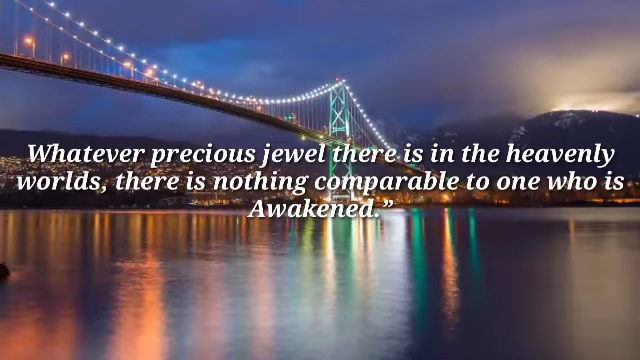 Whatever precious jewel there is in the heavenly
worlds, there is nothing comparable to one who is
Awakened.”